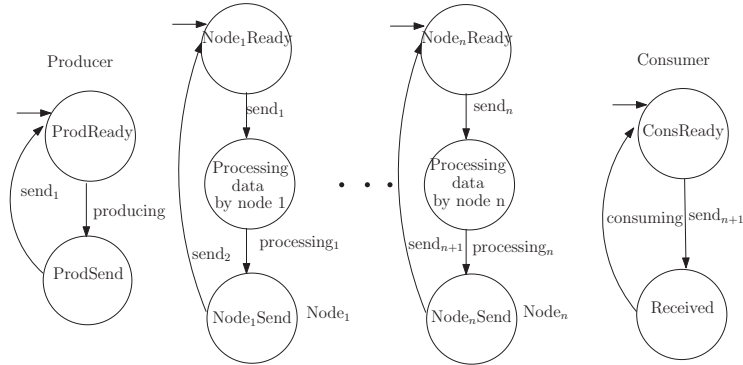 Producer
ProdReady
send₁
producing
ProdSend
Node₁Ready
send₁
Processing
data
by node 1
send₂
processing₁
Node₁Send
Node₁
NodeₙReady
sendₙ
Processing
data
by node n
sendₙ₊₁
processingₙ
NodeₙSend
Nodeₙ
Consumer
ConsReady
consuming
sendₙ₊₁
Received